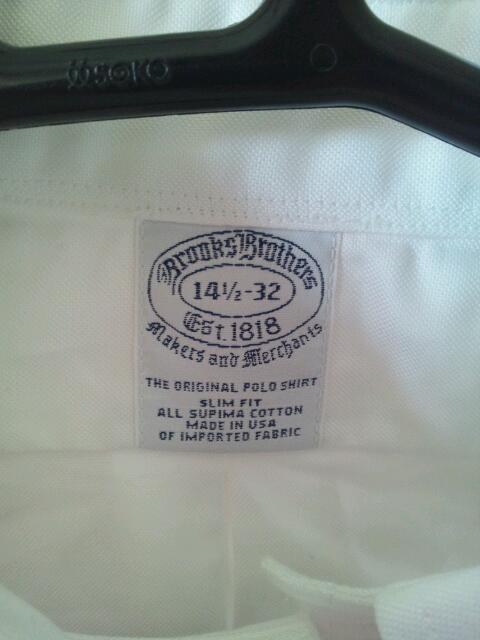 SOKO
Brooks Brothers
14½-32
Est. 1818
Makers and Merchants
THE ORIGINAL POLO SHIRT
SLIM FIT
ALL SUPIMA COTTON
MADE IN USA
OF IMPORTED FABRIC